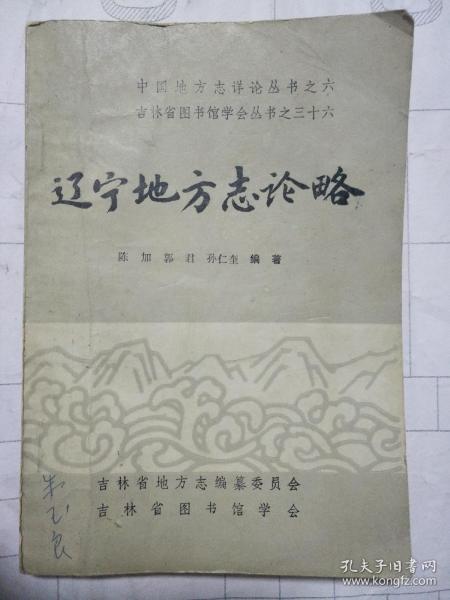 中国地方志详论丛书之六
吉林省图书馆学会丛书之三十六
辽宁地方志论略
陈加 郭君 孙仁奎 编著
吉林省地方志编纂委员会
吉林省图书馆学会
朱玉良
孔夫子旧书网
www.kongfz.com